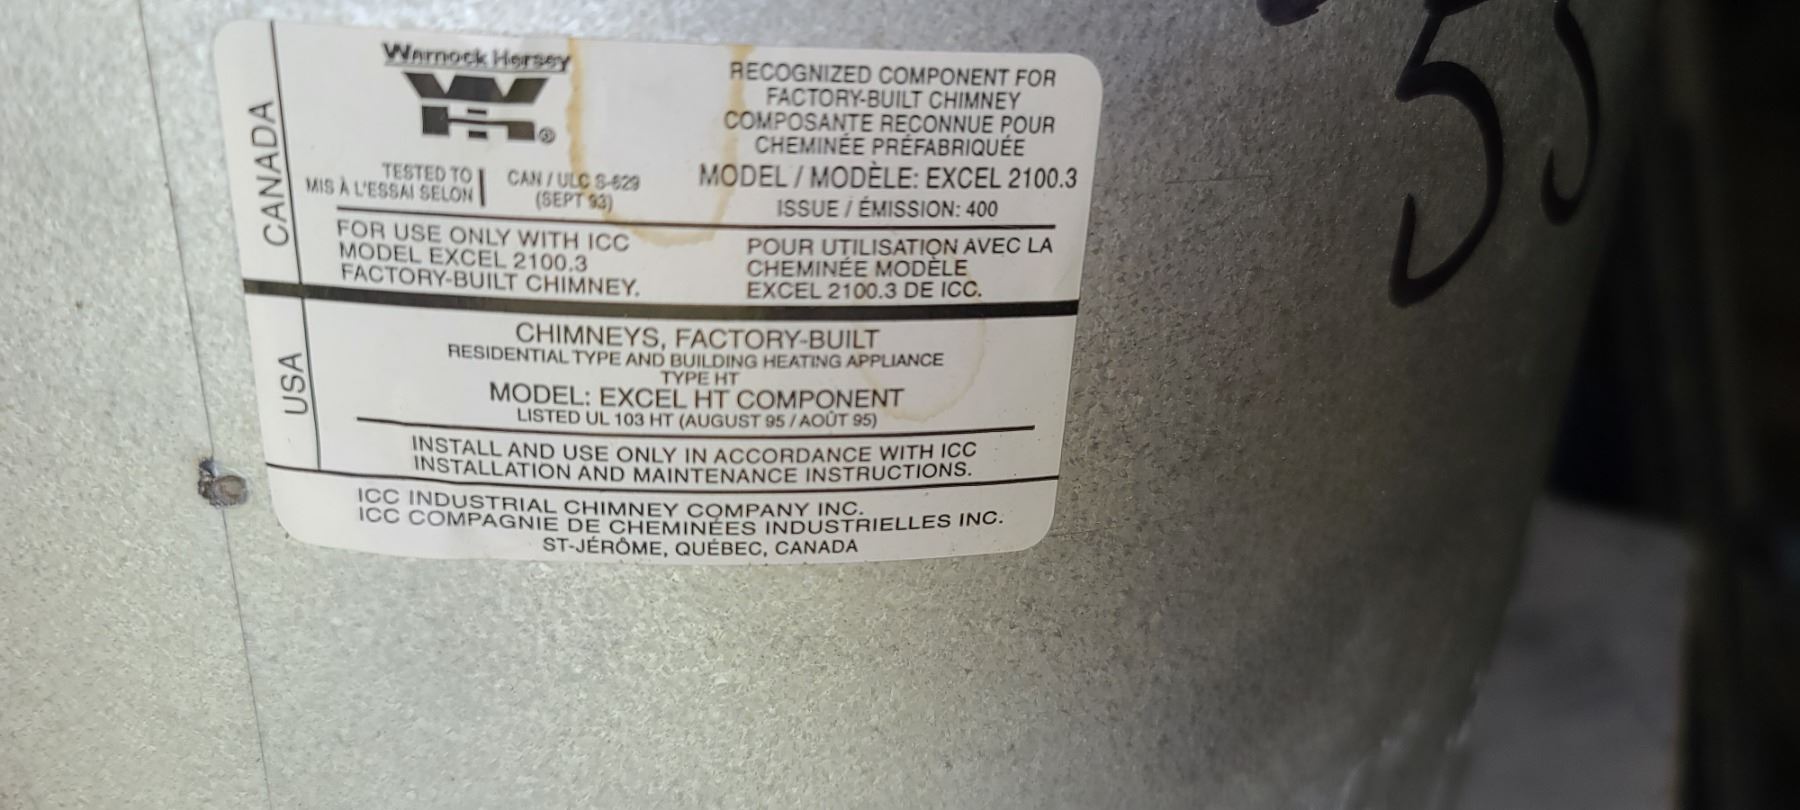 CANADA
Warnock Hersey
WH®
TESTED TO
MIS À L'ESSAI SELON
CAN / ULC S-629
(SEPT 93)
RECOGNIZED COMPONENT FOR
FACTORY-BUILT CHIMNEY
COMPOSANTE RECONNUE POUR
CHEMINÉE PRÉFABRIQUÉE
MODEL / MODÈLE: EXCEL 2100.3
ISSUE / ÉMISSION: 400
FOR USE ONLY WITH ICC
MODEL EXCEL 2100.3
FACTORY-BUILT CHIMNEY.
POUR UTILISATION AVEC LA
CHEMINÉE MODÈLE
EXCEL 2100.3 DE ICC.
USA
CHIMNEYS, FACTORY-BUILT
RESIDENTIAL TYPE AND BUILDING HEATING APPLIANCE
TYPE HT
MODEL: EXCEL HT COMPONENT
LISTED UL 103 HT (AUGUST 95 / AOÛT 95)
INSTALL AND USE ONLY IN ACCORDANCE WITH ICC
INSTALLATION AND MAINTENANCE INSTRUCTIONS.
ICC INDUSTRIAL CHIMNEY COMPANY INC.
ICC COMPAGNIE DE CHEMINÉES INDUSTRIELLES INC.
ST-JÉRÔME, QUÉBEC, CANADA